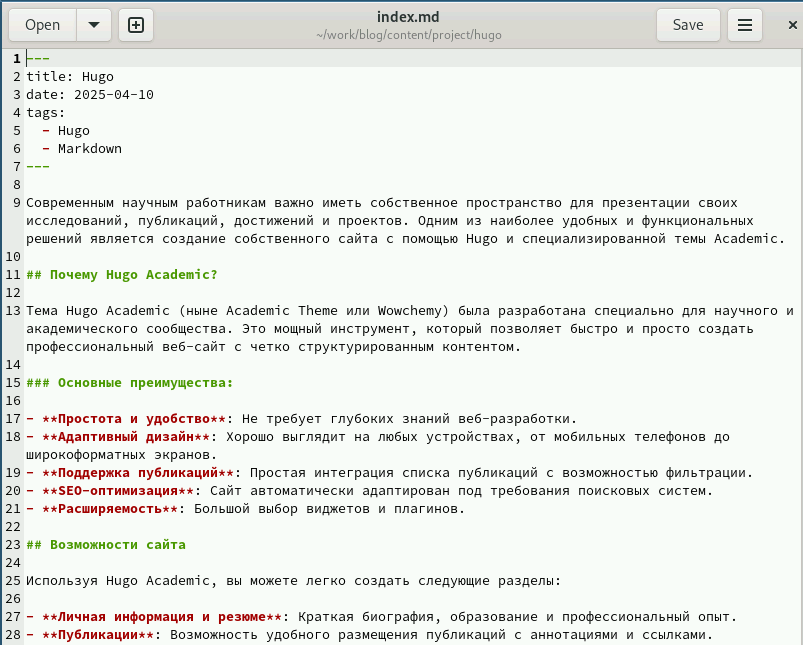 Open
index.md
~/work/blog/content/project/hugo
Save
1 ---
2 title: Hugo
3 date: 2025-04-10
4 tags:
5   - Hugo
6   - Markdown
7 ---
8
9 Современным научным работникам важно иметь собственное пространство для презентации своих
исследований, публикаций, достижений и проектов. Одним из наиболее удобных и функциональных
решений является создание собственного сайта с помощью Hugo и специализированной темы Academic.
10
11 ## Почему Hugo Academic?
12
13 Тема Hugo Academic (ныне Academic Theme или Wowchemy) была разработана специально для научного и
академического сообщества. Это мощный инструмент, который позволяет быстро и просто создать
профессиональный веб-сайт с четко структурированным контентом.
14
15 ### Основные преимущества:
16
17 - **Простота и удобство**: Не требует глубоких знаний веб-разработки.
18 - **Адаптивный дизайн**: Хорошо выглядит на любых устройствах, от мобильных телефонов до
широкоформатных экранов.
19 - **Поддержка публикаций**: Простая интеграция списка публикаций с возможностью фильтрации.
20 - **SEO-оптимизация**: Сайт автоматически адаптирован под требования поисковых систем.
21 - **Расширяемость**: Большой выбор виджетов и плагинов.
22
23 ## Возможности сайта
24
25 Используя Hugo Academic, вы можете легко создать следующие разделы:
26
27 - **Личная информация и резюме**: Краткая биография, образование и профессиональный опыт.
28 - **Публикации**: Возможность удобного размещения публикаций с аннотациями и ссылками.